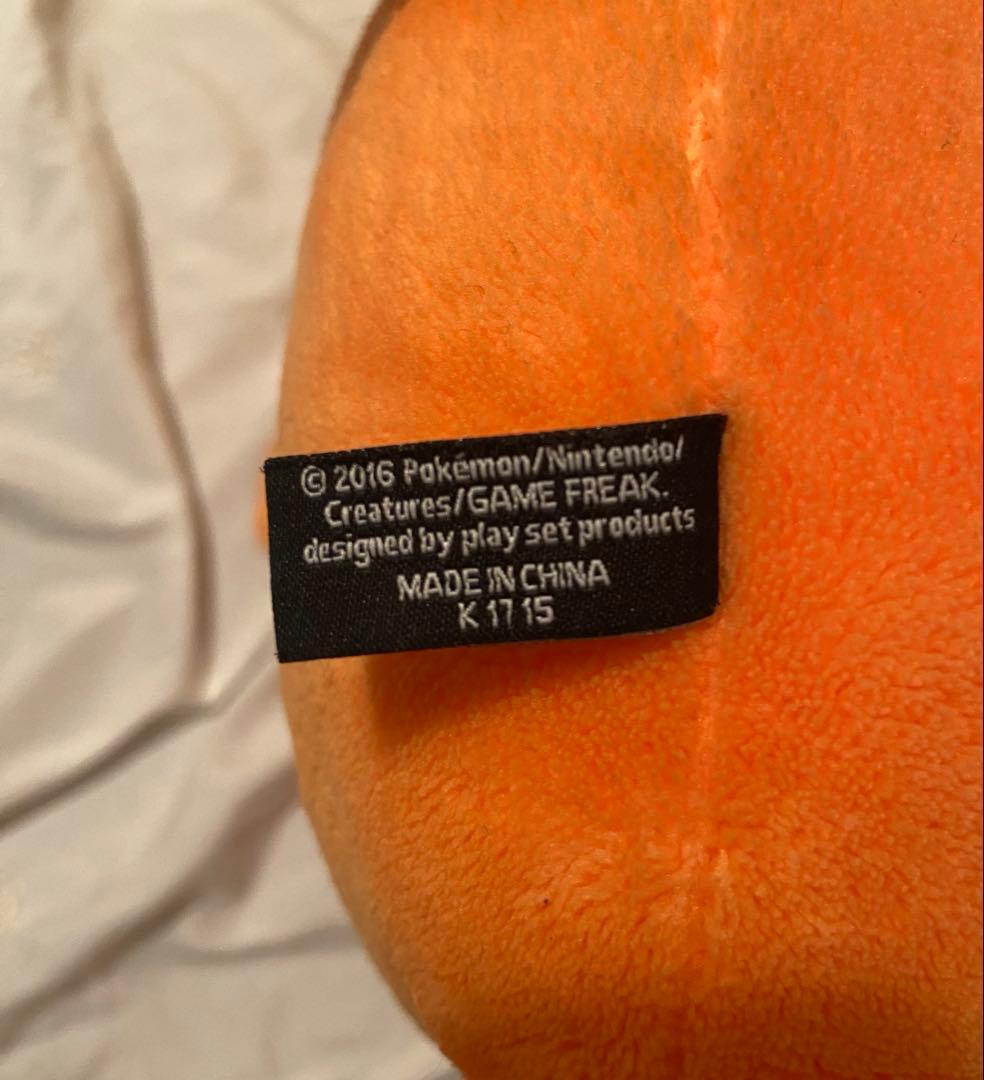 © 2016 Pokémon/Nintendo/
Creatures/GAME FREAK.
designed by play set products
MADE IN CHINA
K 17 15